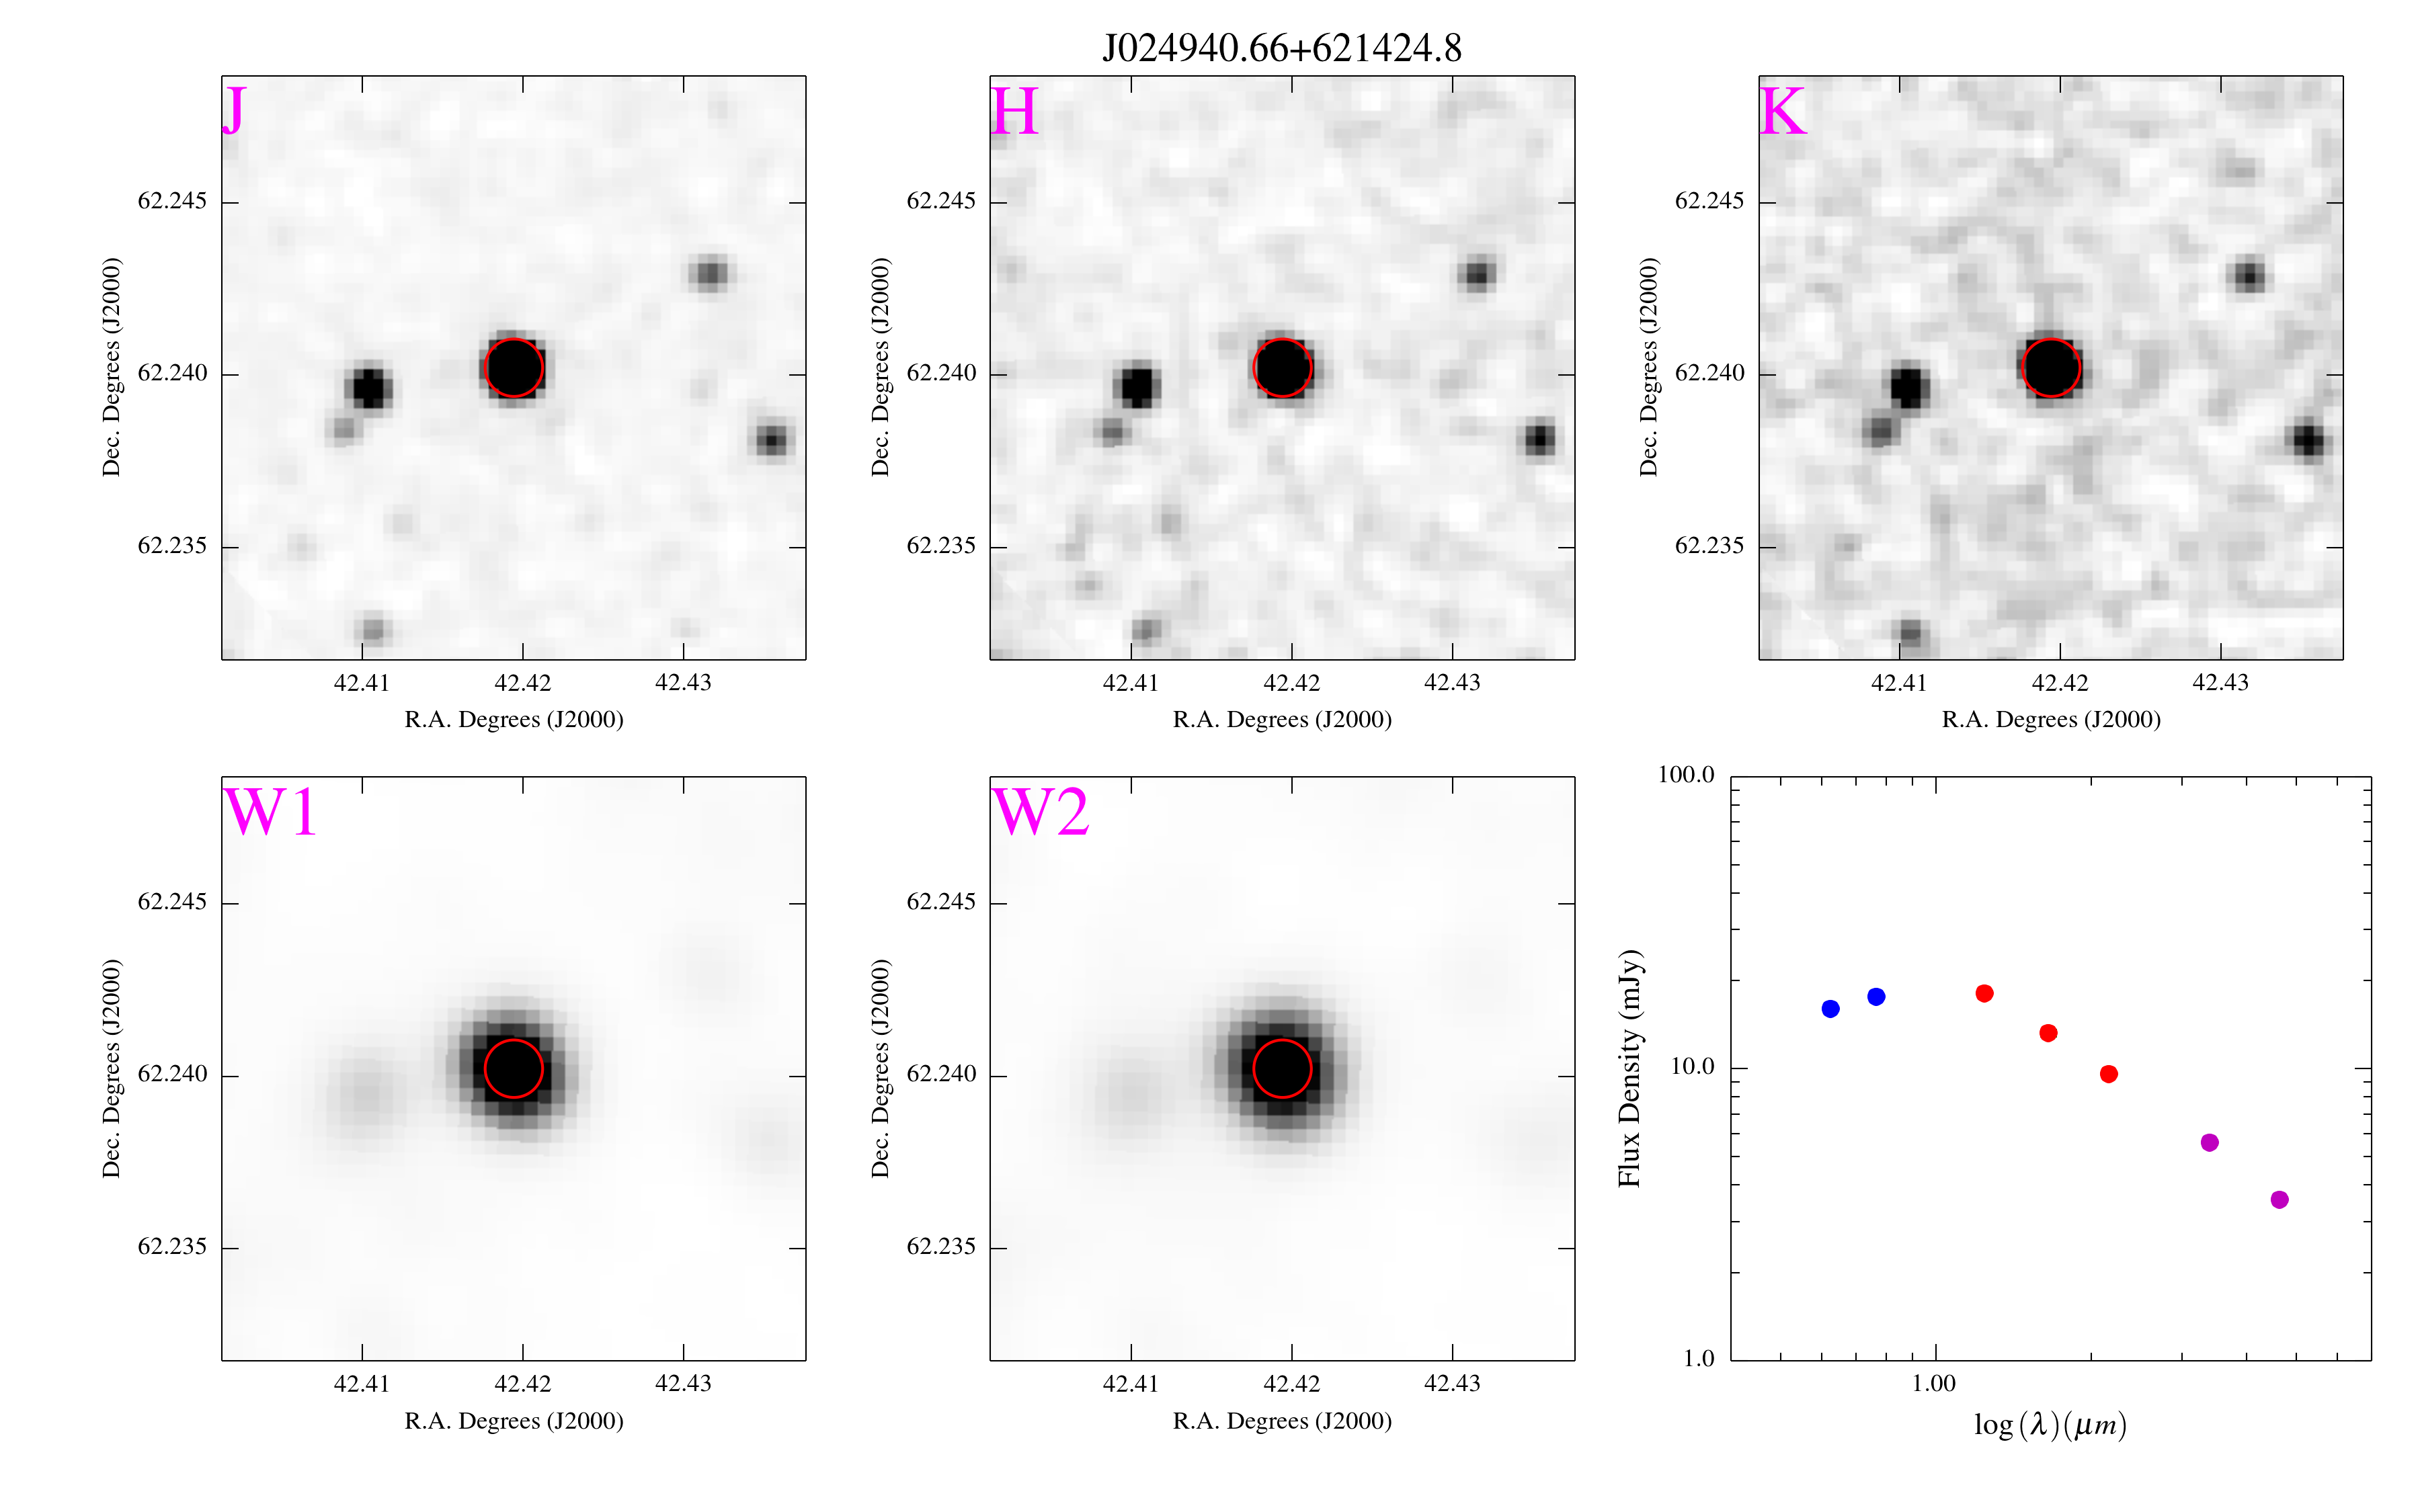 J024940.66+621424.8
J
62.245
62.240
62.235
Dec. Degrees (J2000)
42.41 42.42 42.43
R.A. Degrees (J2000)
H
62.245
62.240
62.235
Dec. Degrees (J2000)
42.41 42.42 42.43
R.A. Degrees (J2000)
K
62.245
62.240
62.235
Dec. Degrees (J2000)
42.41 42.42 42.43
R.A. Degrees (J2000)
W1
62.245
62.240
62.235
Dec. Degrees (J2000)
42.41 42.42 42.43
R.A. Degrees (J2000)
W2
62.245
62.240
62.235
Dec. Degrees (J2000)
42.41 42.42 42.43
R.A. Degrees (J2000)
100.0
10.0
1.0
Flux Density (mJy)
1.00
log(λ)(μm)